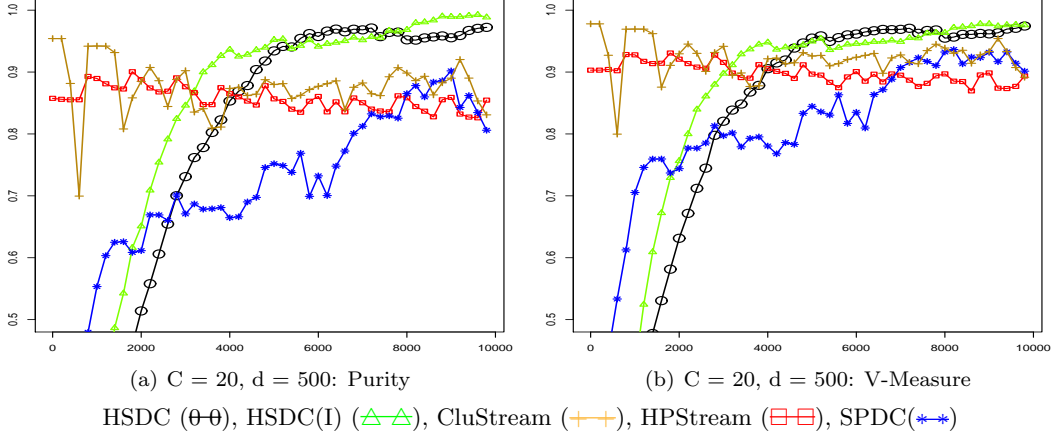 1.0
0.9
0.8
0.7
0.6
0.5
0 2000 4000 6000 8000 10000
1.0
0.9
0.8
0.7
0.6
0.5
0 2000 4000 6000 8000 10000
(a) C = 20, d = 500: Purity
(b) C = 20, d = 500: V-Measure
HSDC (), HSDC(I) (), CluStream (), HPStream (), SPDC()